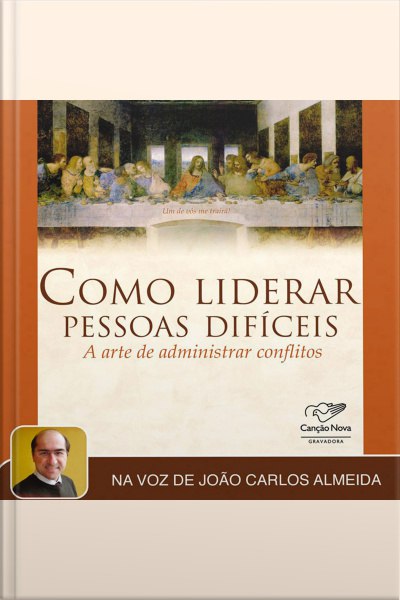 Um de vós me trairá!
COMO LIDERAR
PESSOAS DIFÍCEIS
A arte de administrar conflitos
Canção Nova
GRAVADORA
NA VOZ DE JOÃO CARLOS ALMEIDA